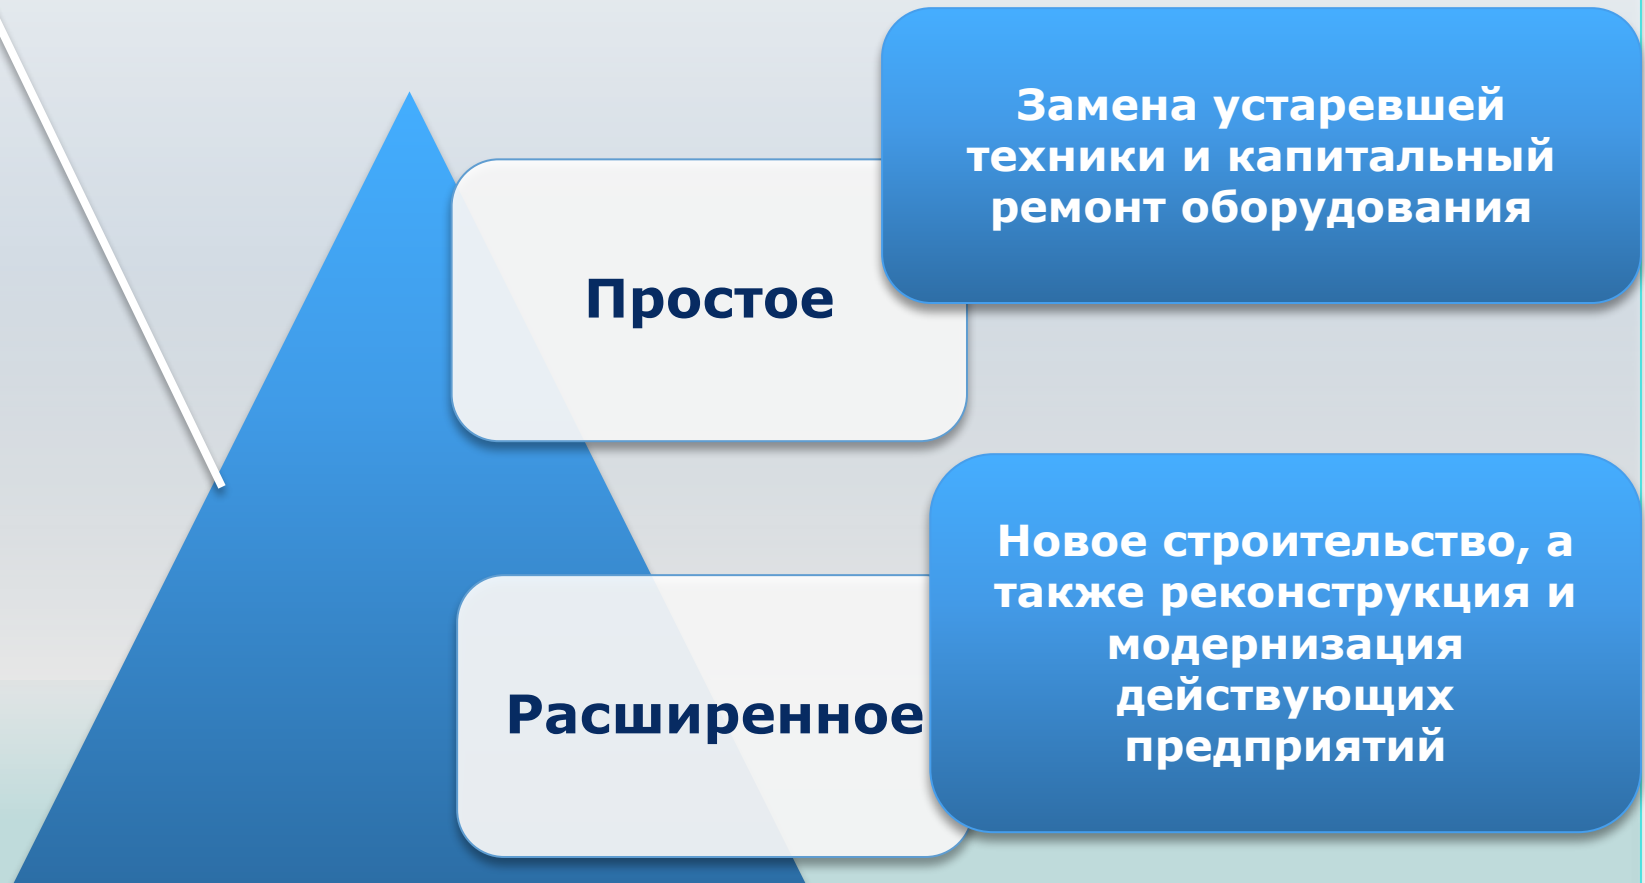 Замена устаревшей
техники и капитальный
ремонт оборудования
Простое
Новое строительство, а
также реконструкция и
модернизация
действующих
предприятий
Расширенное